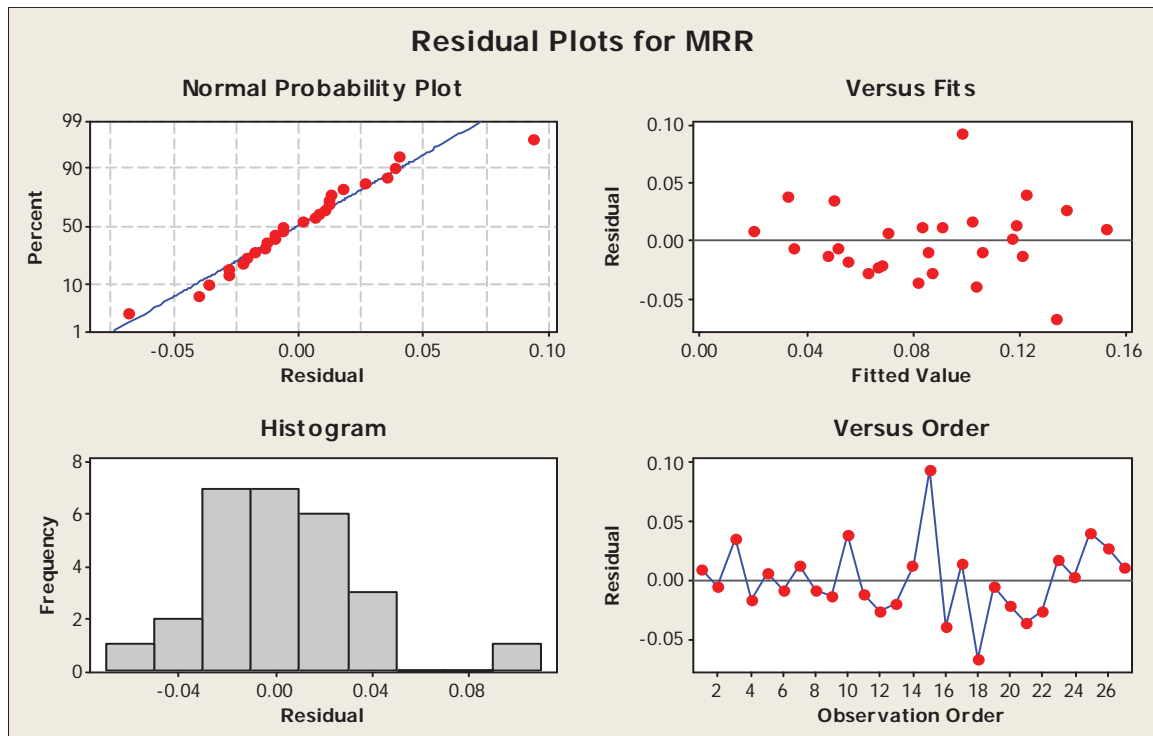 Residual Plots for MRR
Normal Probability Plot
99
90
50
10
1
Percent
-0.05 0.00 0.05 0.10
Residual
Versus Fits
0.10
0.05
0.00
-0.05
Residual
0.00 0.04 0.08 0.12 0.16
Fitted Value
Histogram
8
6
4
2
0
Frequency
-0.04 0.00 0.04 0.08
Residual
Versus Order
0.10
0.05
0.00
-0.05
Residual
2 4 6 8 10 12 14 16 18 20 22 24 26
Observation Order